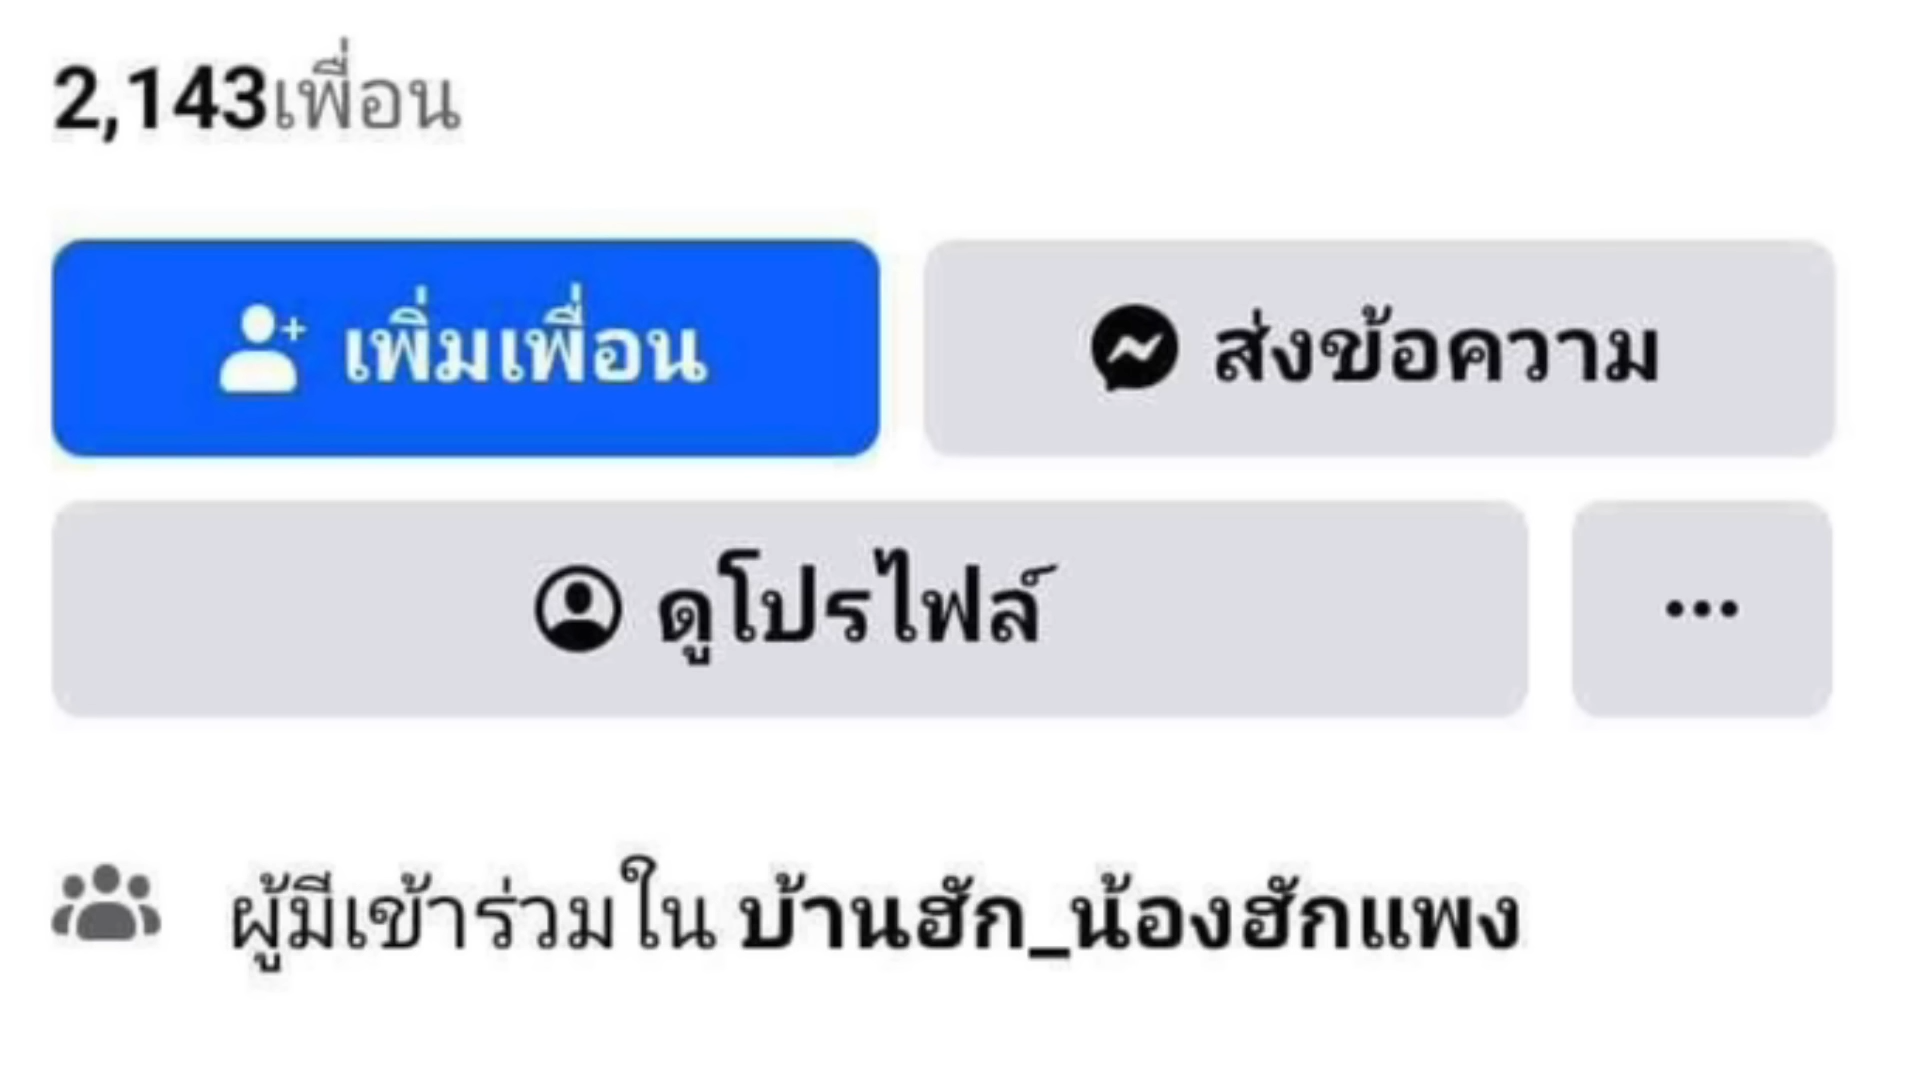 2,143เพื่อน
เพิ่มเพื่อน
ส่งข้อความ
ดูโปรไฟล์
ผู้มีเข้าร่วมใน บ้านฮัก_น้องฮักแพง